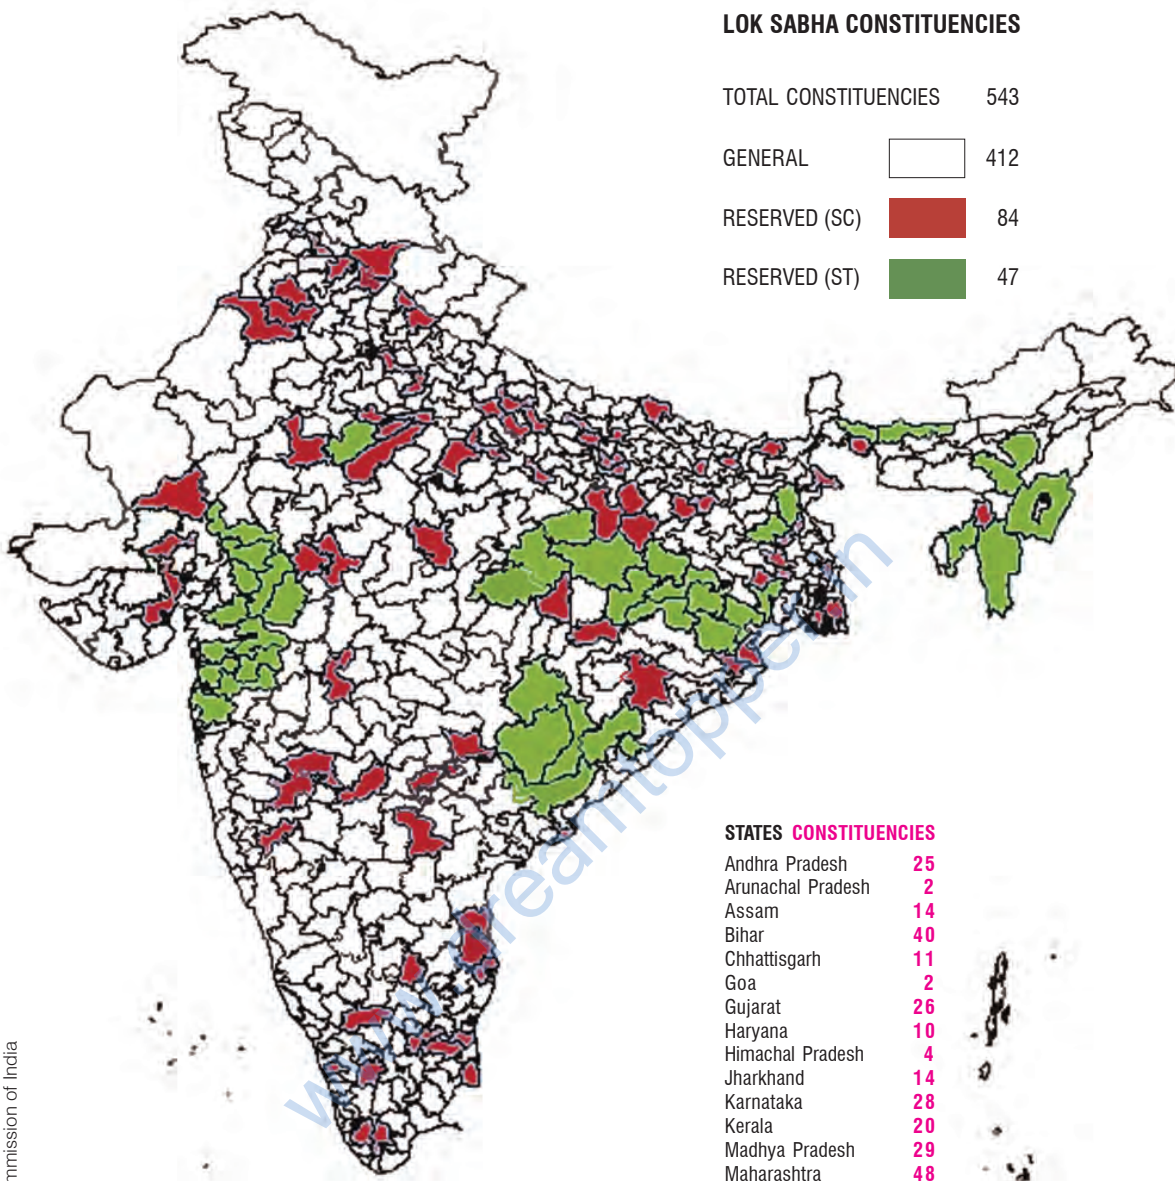 LOK SABHA CONSTITUENCIES
TOTAL CONSTITUENCIES 543
GENERAL 412
RESERVED (SC) 84
RESERVED (ST) 47
STATES CONSTITUENCIES
Andhra Pradesh 25
Arunachal Pradesh 2
Assam 14
Bihar 40
Chhattisgarh 11
Goa 2
Gujarat 26
Haryana 10
Himachal Pradesh 4
Jharkhand 14
Karnataka 28
Kerala 20
Madhya Pradesh 29
Maharashtra 48
mmission of India